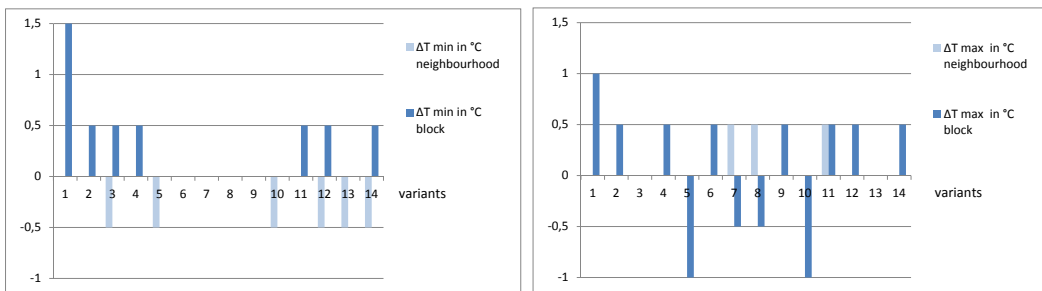 1,5
1
0,5
0
-0,5
-1
1 2 3 4 5 6 7 8 9 10 11 12 13 14
variants
ΔT min in °C
neighbourhood
ΔT min in °C
block
1,5
1
0,5
0
-0,5
-1
1 2 3 4 5 6 7 8 9 10 11 12 13 14
variants
ΔT max in °C
neighbourhood
ΔT max in °C
block